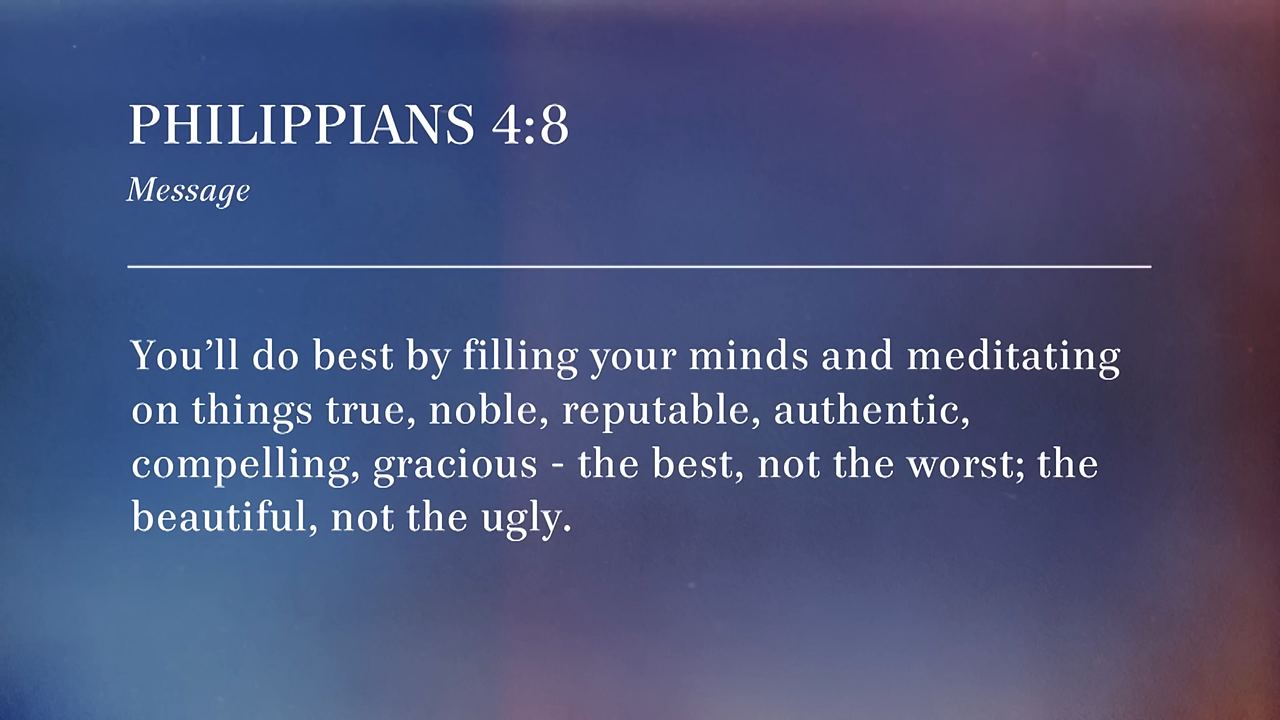 PHILIPPIANS 4:8
Message
You’ll do best by filling your minds and meditating
on things true, noble, reputable, authentic,
compelling, gracious - the best, not the worst; the
beautiful, not the ugly.